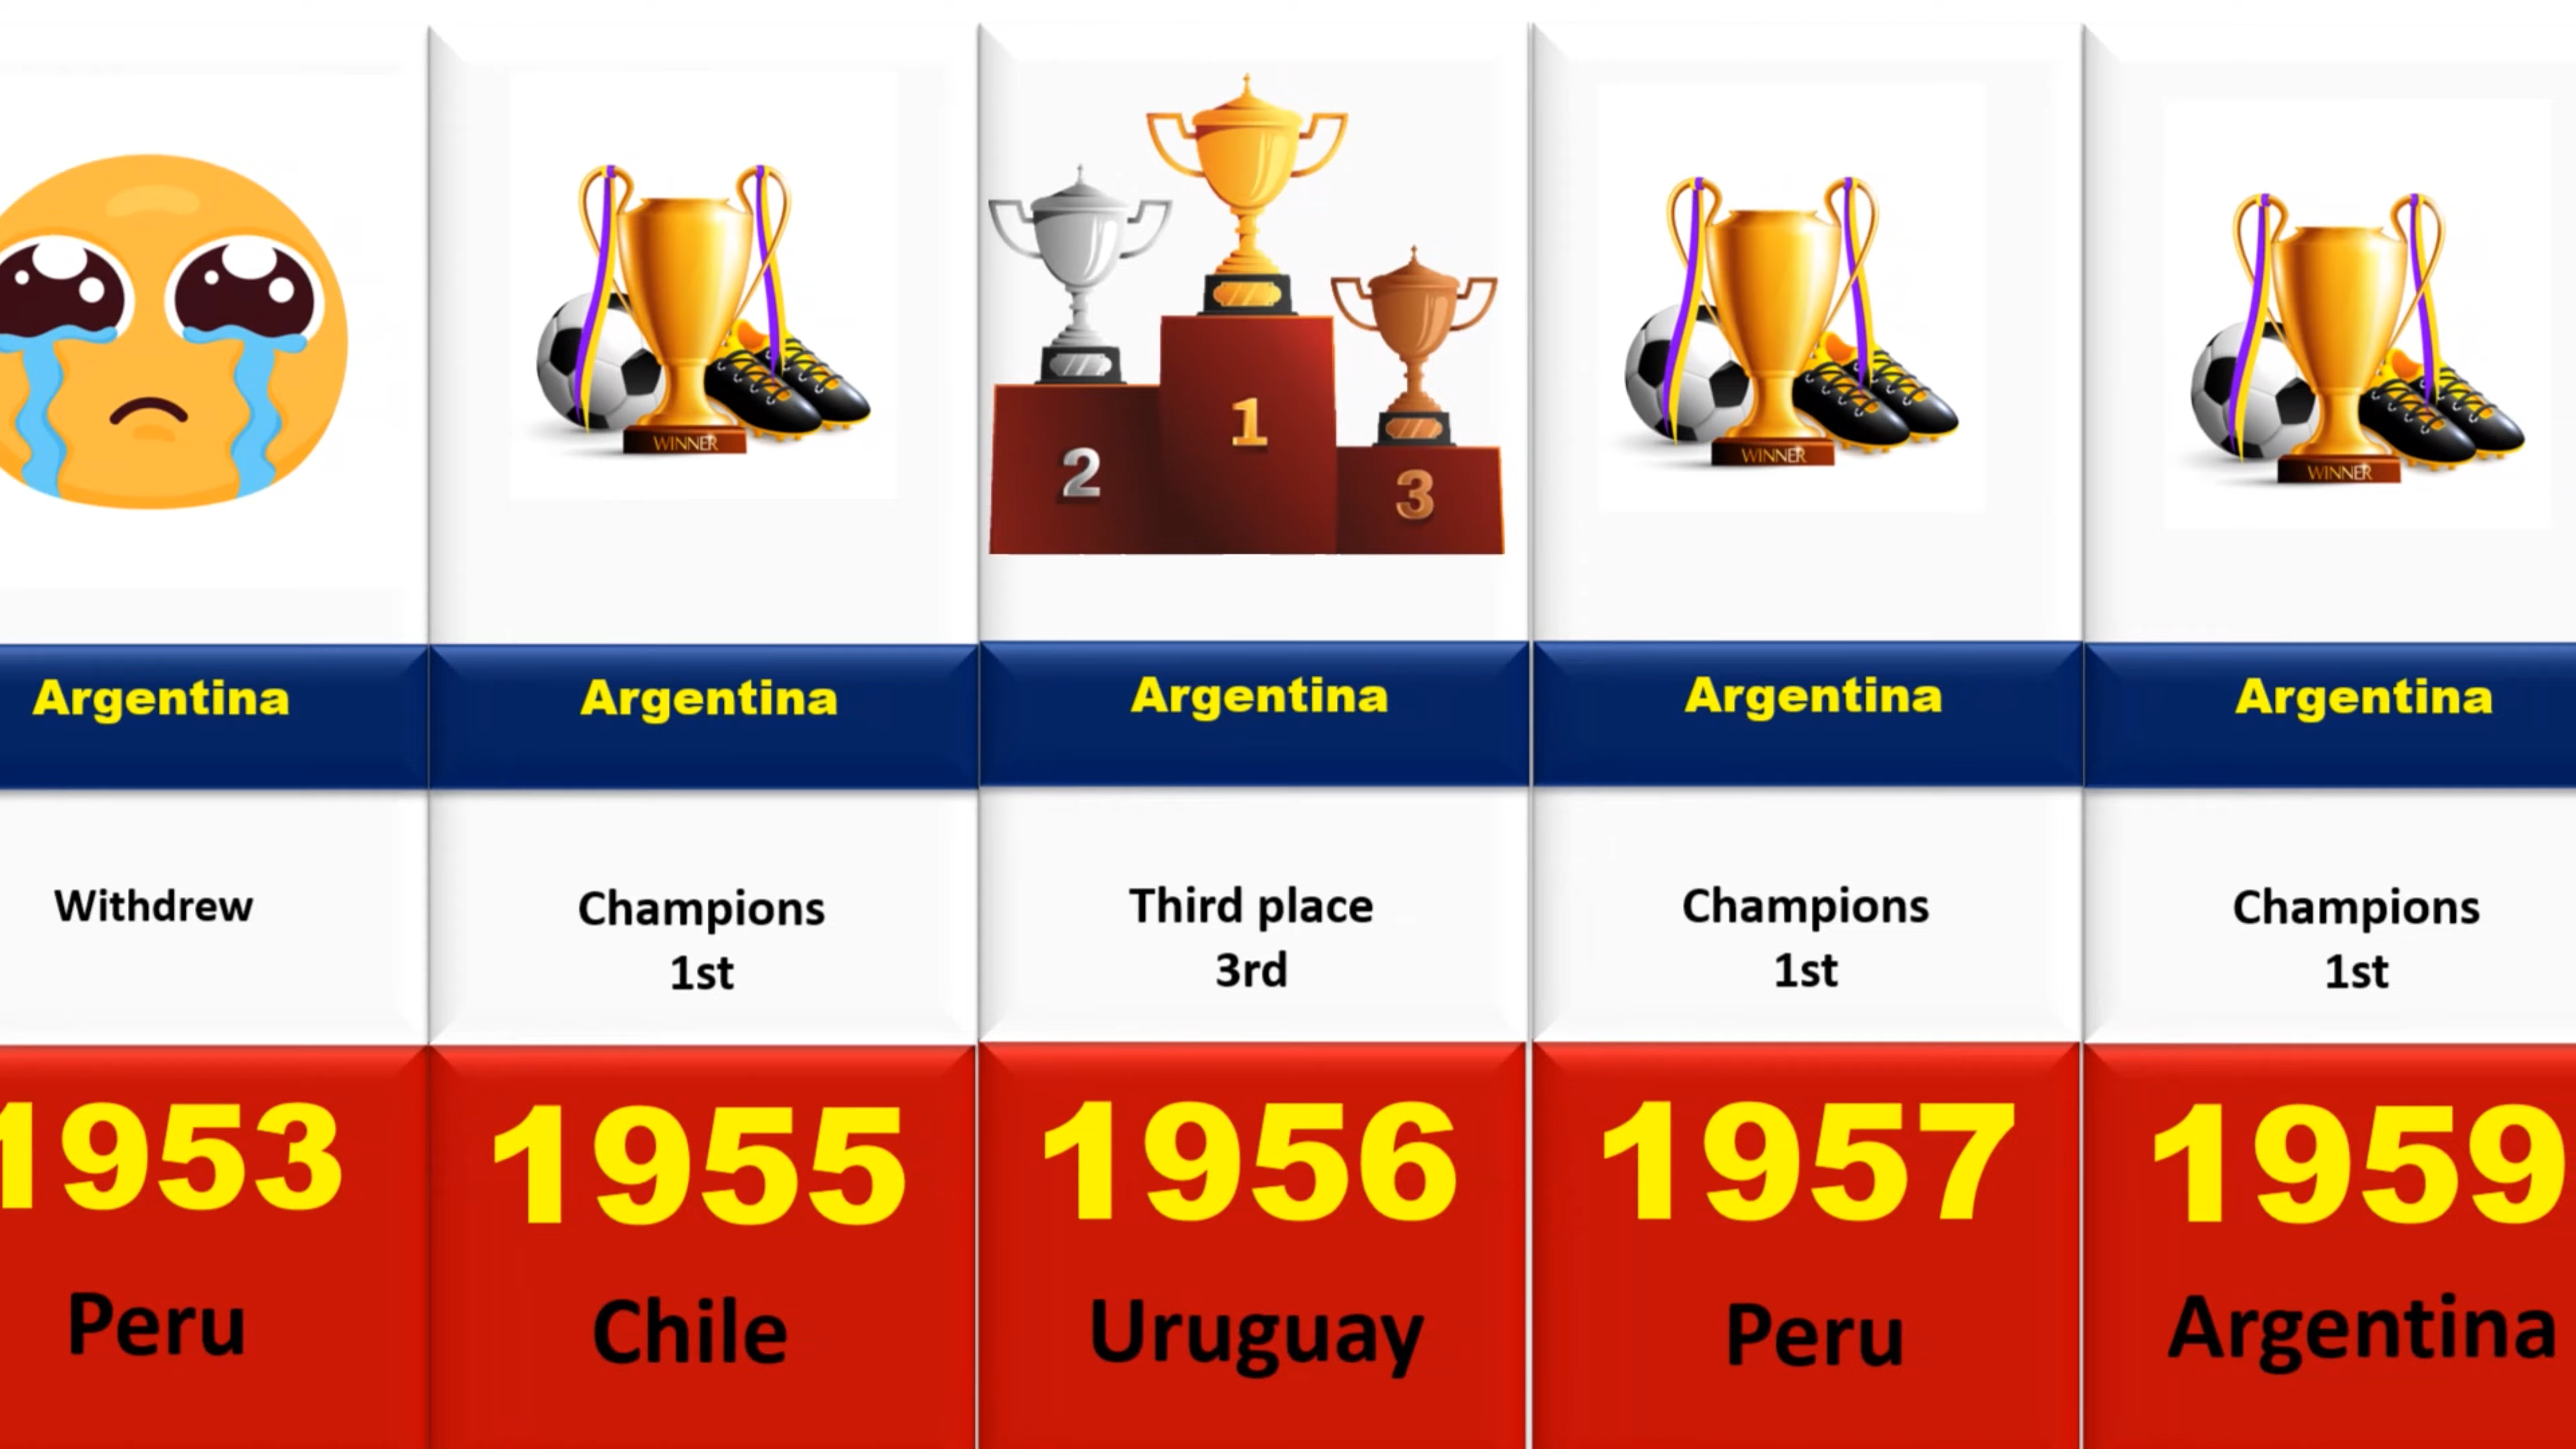 WINNER
2
1
3
WINNER
WINNER
Argentina
Argentina
Argentina
Argentina
Argentina
Withdrew
Champions
1st
Third place
3rd
Champions
1st
Champions
1st
1953
Peru
1955
Chile
1956
Uruguay
1957
Peru
1959
Argentina